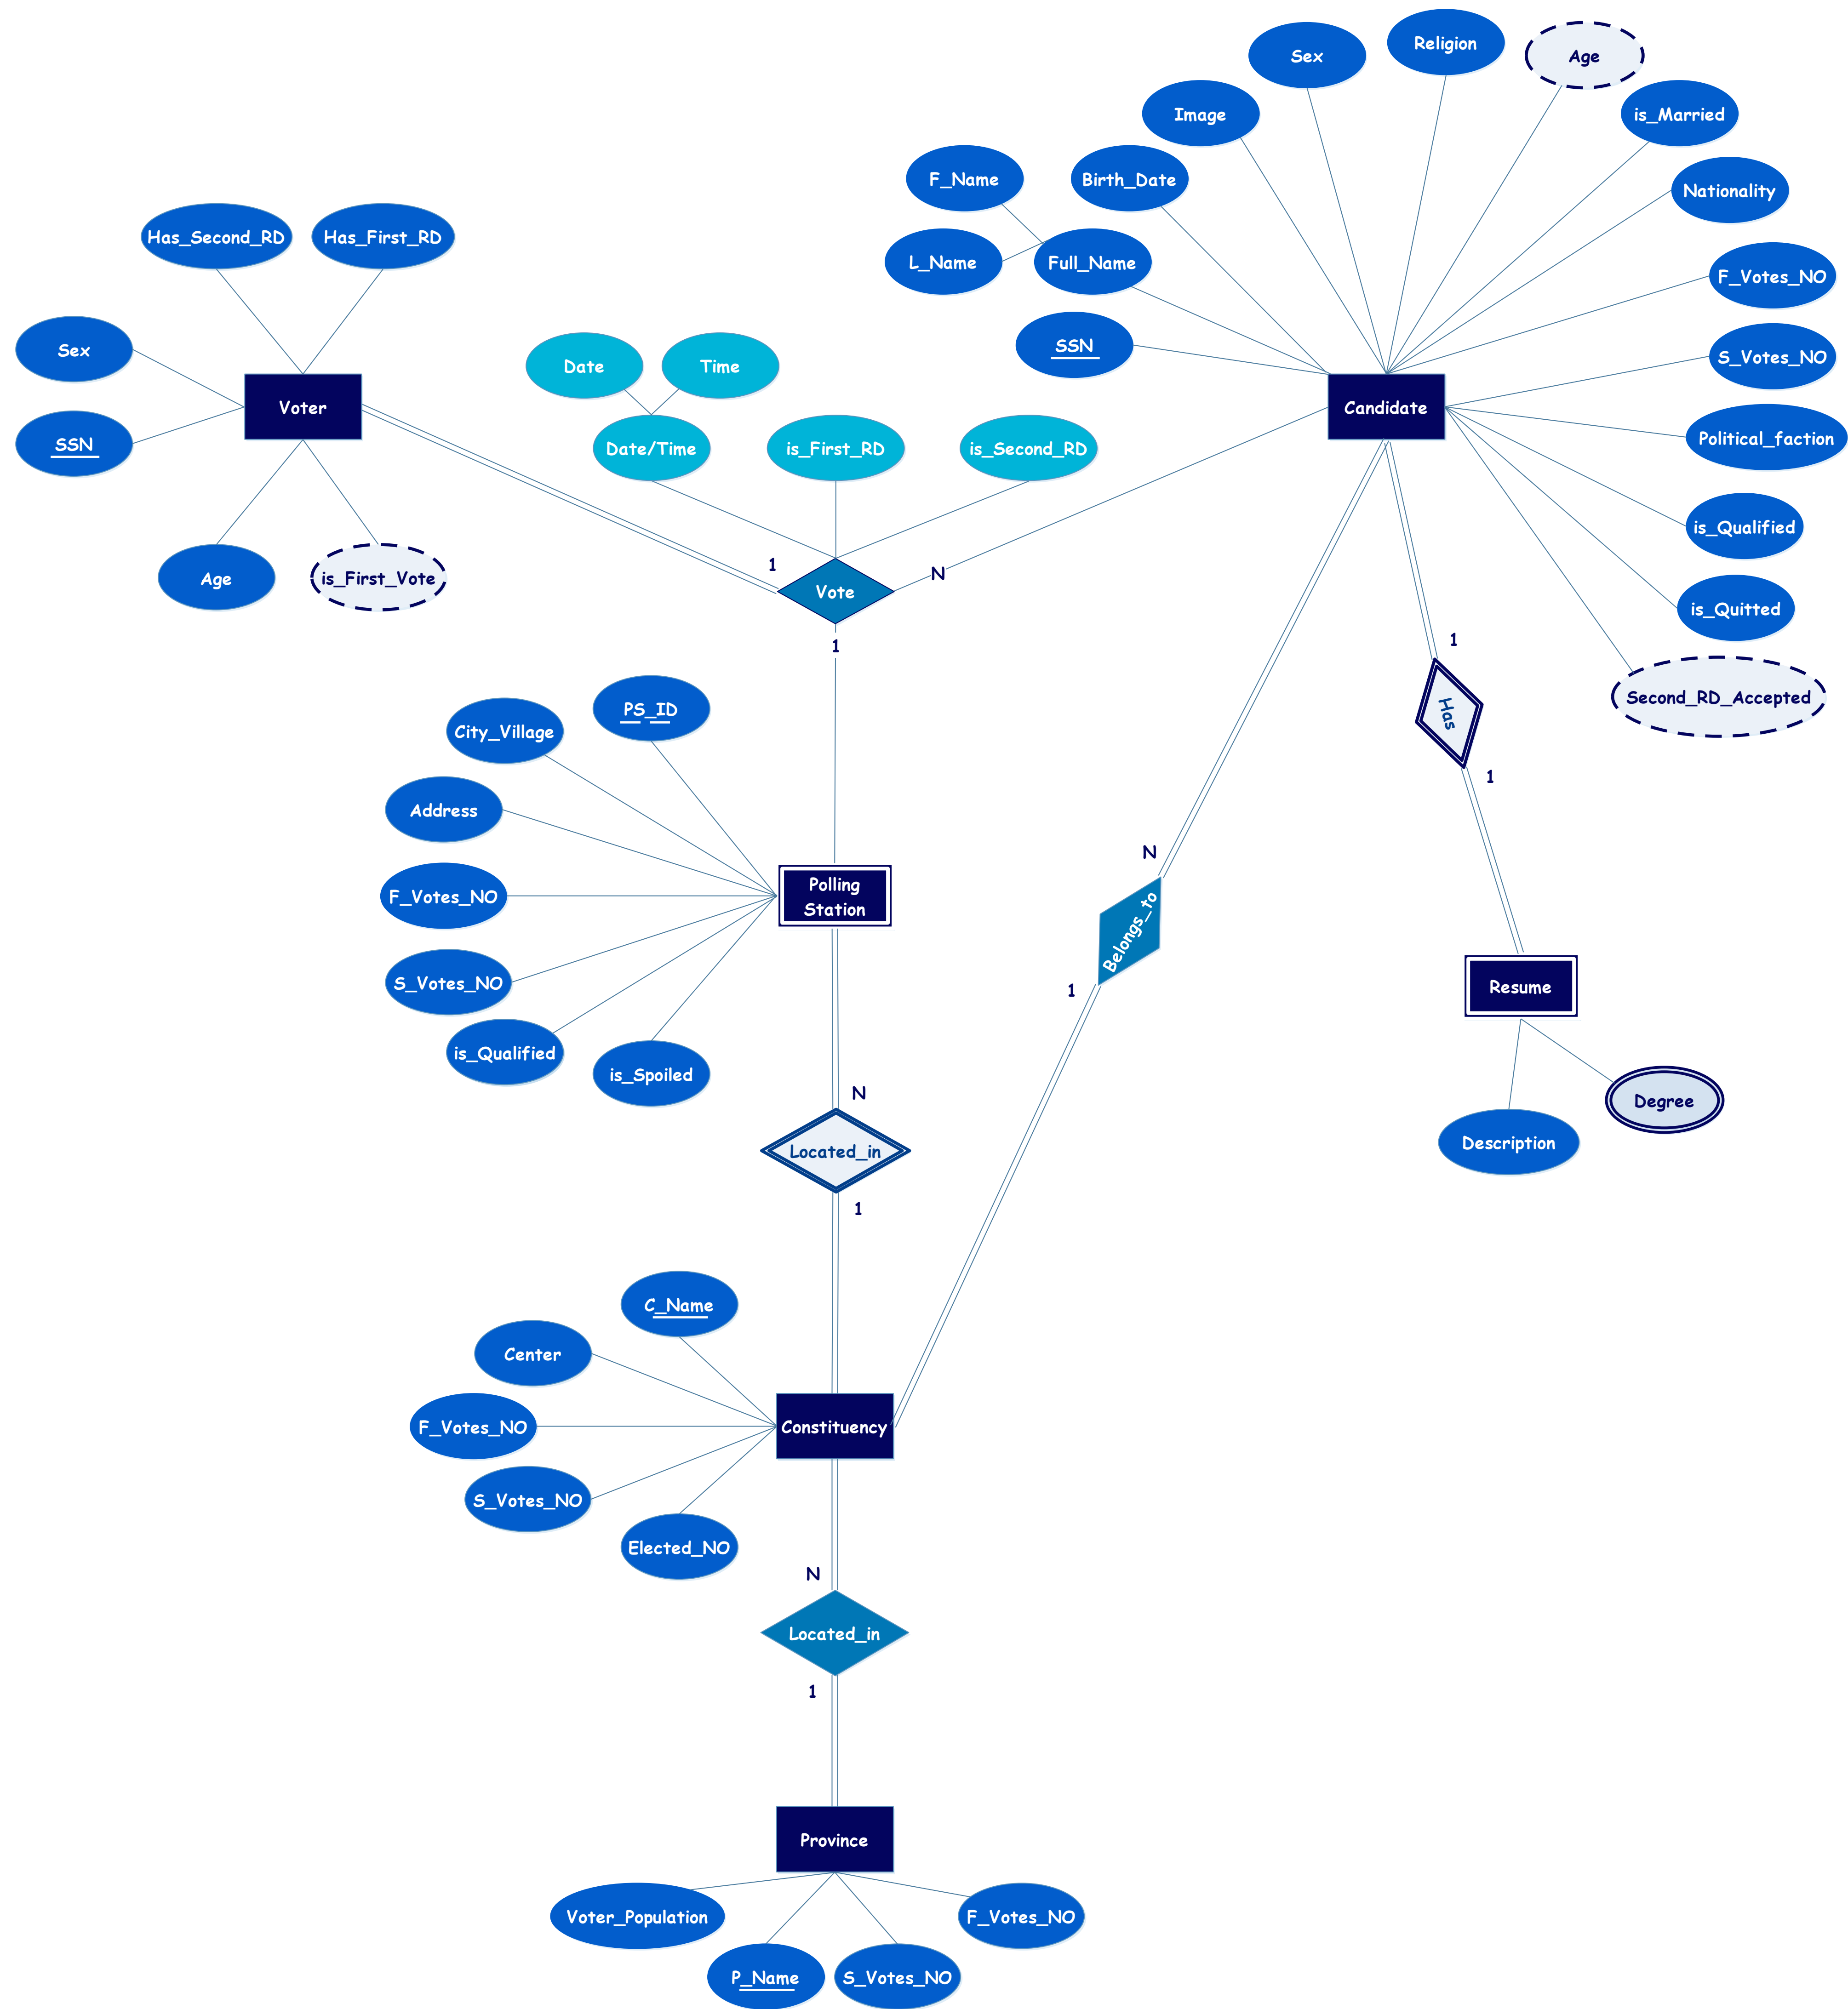 Sex
Religion
Age
Image
is_Married
F_Name
Birth_Date
Nationality
Has_Second_RD
Has_First_RD
L_Name
Full_Name
F_Votes_NO
Sex
SSN
S_Votes_NO
Date
Time
Voter
Candidate
SSN
Date/Time
is_First_RD
is_Second_RD
Political_faction
is_Qualified
Age
is_First_Vote
1
Vote
N
is_Quitted
1
1
Second_RD_Accepted
Has
PS_ID
City_Village
1
Address
N
Polling
Station
F_Votes_NO
Belongs_to
S_Votes_NO
1
Resume
is_Qualified
is_Spoiled
N
Degree
Located_in
Description
1
C_Name
Center
F_Votes_NO
Constituency
S_Votes_NO
Elected_NO
N
Located_in
1
Province
Voter_Population
F_Votes_NO
P_Name
S_Votes_NO